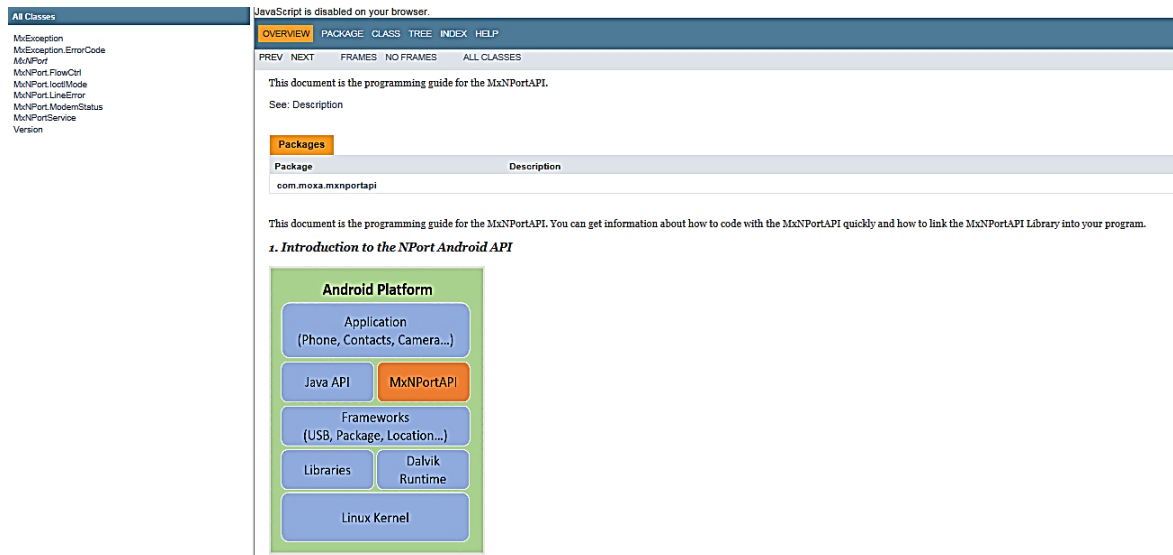 All Classes
MxException
MxException.ErrorCode
MxNPort
MxNPort.FlowCtrl
MxNPort.IoctlMode
MxNPort.LineError
MxNPort.ModemStatus
MxNPortService
Version
JavaScript is disabled on your browser.
OVERVIEW PACKAGE CLASS TREE INDEX HELP
PREV NEXT FRAMES NO FRAMES ALL CLASSES
This document is the programming guide for the MxNPortAPI.
See: Description
Packages
Package Description
com.moxa.mxnportapi
This document is the programming guide for the MxNPortAPI. You can get information about how to code with the MxNPortAPI quickly and how to link the MxNPortAPI Library into your program.
1. Introduction to the NPort Android API
Android Platform
Application
(Phone, Contacts, Camera...)
Java API MxNPortAPI
Frameworks
(USB, Package, Location...)
Libraries
Dalvik
Runtime
Linux Kernel